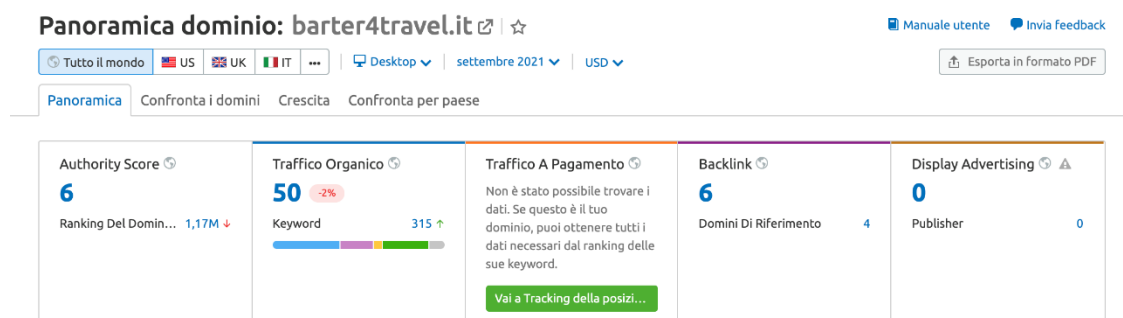 Panoramica dominio: barter4travel.it
Manuale utente
Invia feedback
Tutto il mondo
US
UK
IT
...
Desktop
settembre 2021
USD
Esporta in formato PDF
Panoramica
Confronta i domini
Crescita
Confronta per paese
Authority Score
6
Ranking Del Domin... 1,17M ↓
Traffico Organico
50 -2%
Keyword 315 ↑
Traffico A Pagamento
Non è stato possibile trovare i
dati. Se questo è il tuo
dominio, puoi ottenere tutti i
dati necessari dal ranking delle
sue keyword.
Vai a Tracking della posizi...
Backlink
6
Domini Di Riferimento 4
Display Advertising
0
Publisher 0